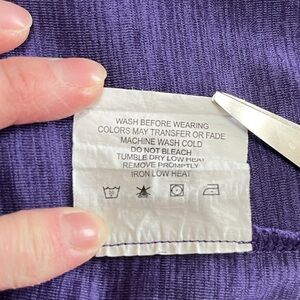 WASH BEFORE WEARING
COLORS MAY TRANSFER OR FADE
MACHINE WASH COLD
DO NOT BLEACH
TUMBLE DRY LOW HEAT
REMOVE PROMPTLY
IRON LOW HEAT